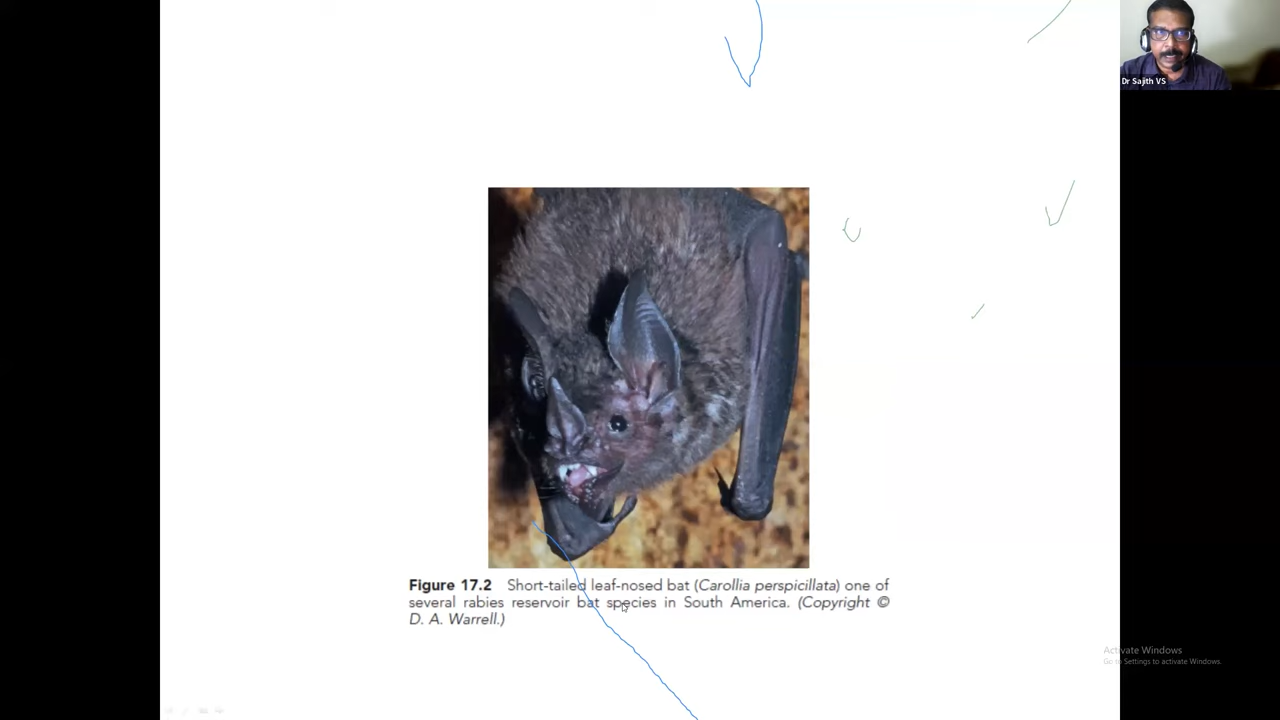 Dr Sajith VS
Figure 17.2 Short-tailed leaf-nosed bat (Carollia perspicillata) one of
several rabies reservoir bat species in South America. (Copyright ©
D. A. Warrell.)
Activate Windows
Go to Settings to activate Windows.